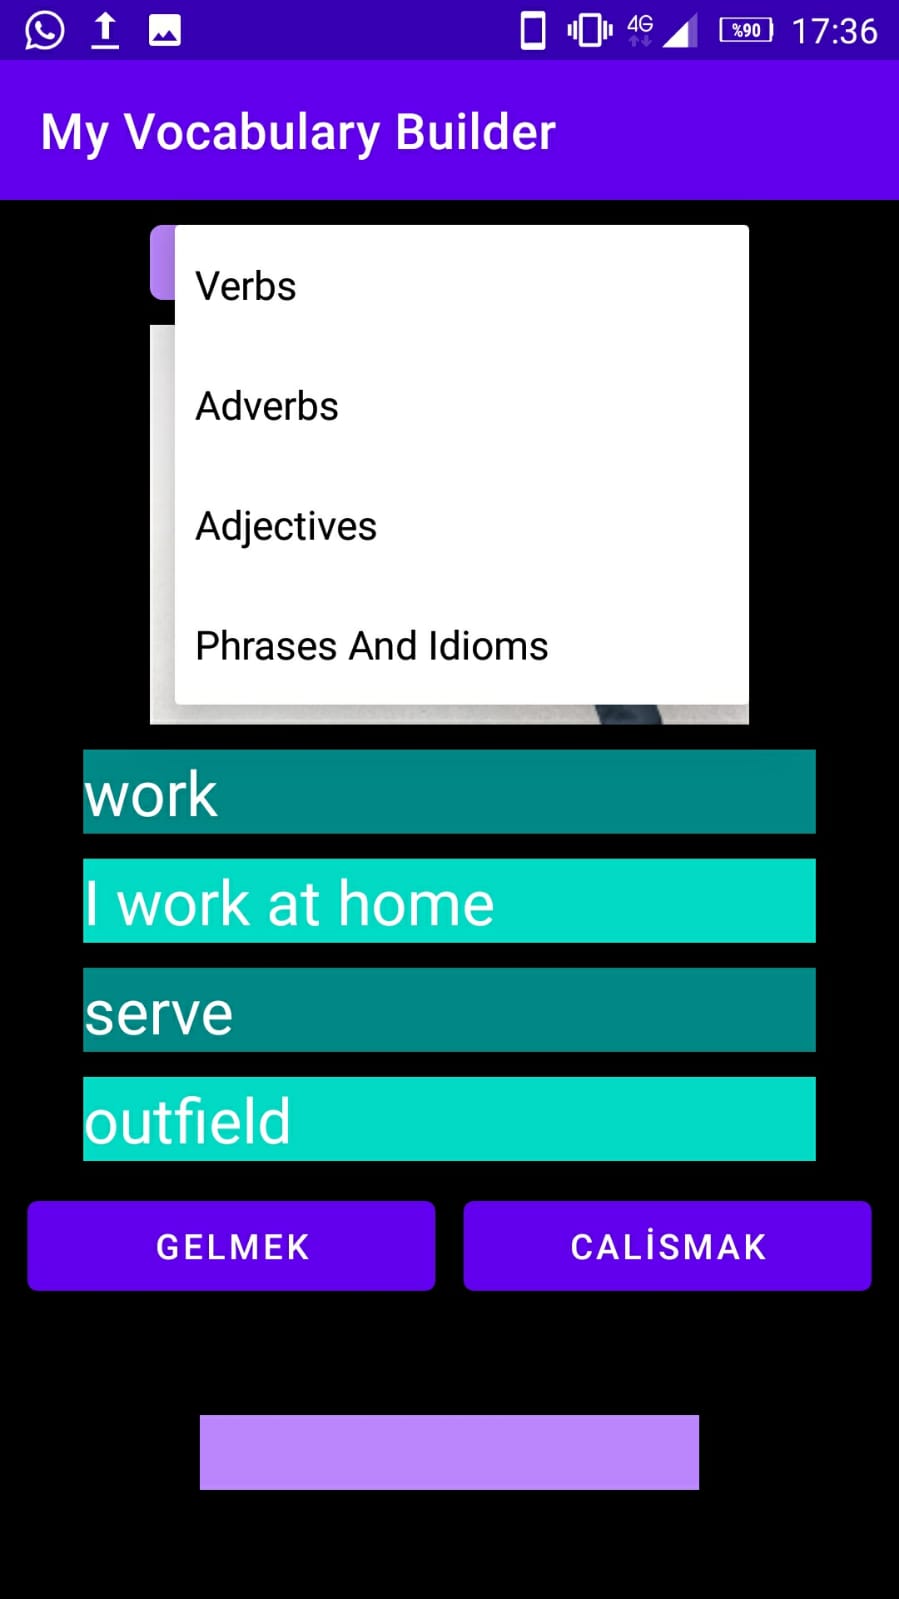 4G %90 17:36
My Vocabulary Builder
Verbs
Adverbs
Adjectives
Phrases And Idioms
work
I work at home
serve
outfield
GELMEK CALİSMAK